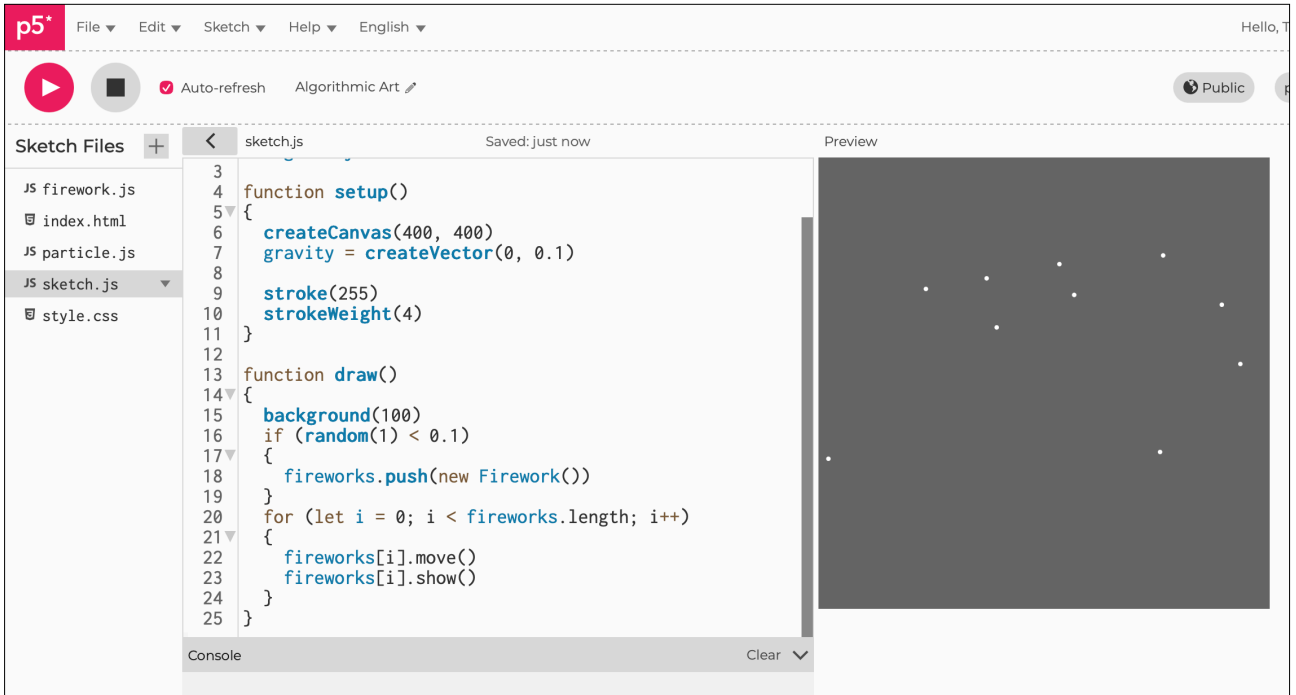 p5* File Edit Sketch Help English Hello, T
Auto-refresh Algorithmic Art Public
Sketch Files + sketch.js Saved: just now Preview
JS firework.js
index.html
JS particle.js
JS sketch.js
style.css
3
4 function setup()
5 {
6 createCanvas(400, 400)
7 gravity = createVector(0, 0.1)
8
9 stroke(255)
10 strokeWeight(4)
11 }
12
13 function draw()
14 {
15 background(100)
16 if (random(1) < 0.1)
17 {
18 fireworks.push(new Firework())
19 }
20 for (let i = 0; i < fireworks.length; i++)
21 {
22 fireworks[i].move()
23 fireworks[i].show()
24 }
25 }
Console Clear